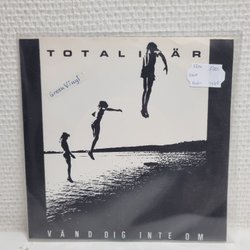 TOTALITÄR
Green Vinyl
VÄND DIG INTE OM